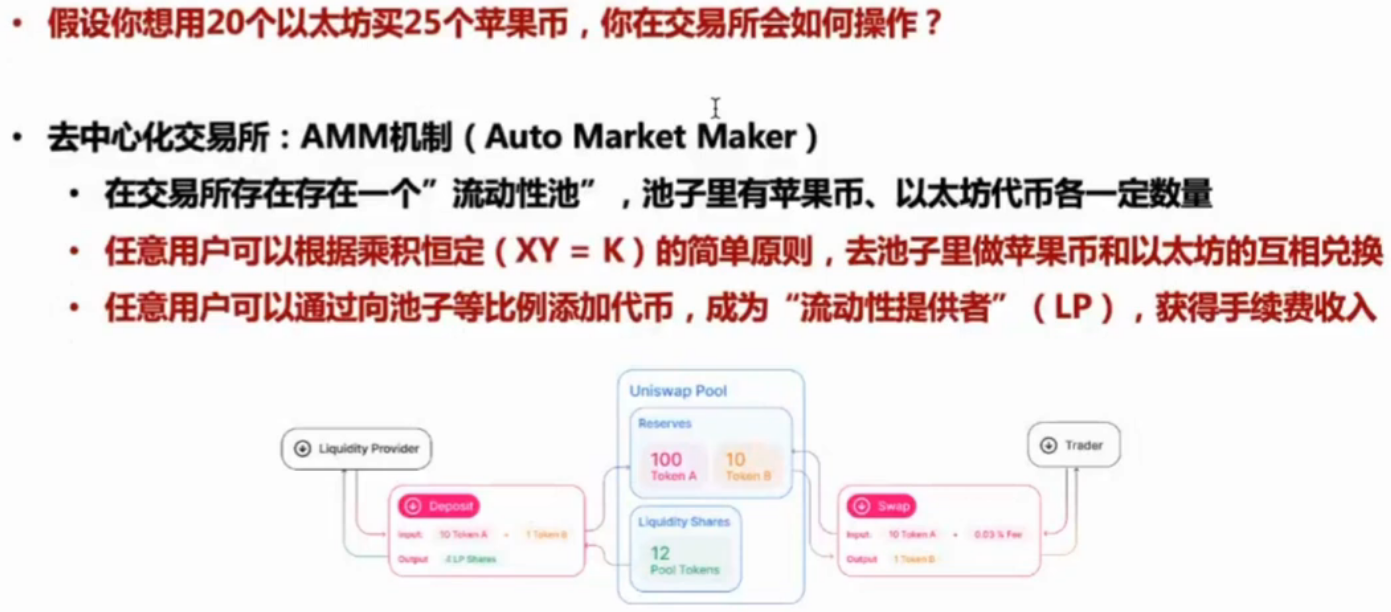 • 假设你想用20个以太坊买25个苹果币，你在交易所会如何操作？
• 去中心化交易所：AMM机制（Auto Market Maker）
• 在交易所存在存在一个”流动性池”，池子里有苹果币、以太坊代币各一定数量
• 任意用户可以根据乘积恒定（XY = K）的简单原则，去池子里做苹果币和以太坊的互相兑换
• 任意用户可以通过向池子等比例添加代币，成为“流动性提供者”（LP），获得手续费收入
Uniswap Pool
Reserves
100 10
Token A Token B
Liquidity Shares
12
Pool Tokens
Liquidity Provider
Deposit
Input: 10 Token A + 1 Token B
Output 4 LP Shares
Trader
Swap
Input: 10 Token A + 0.03 % Fee
Output 1 Token B